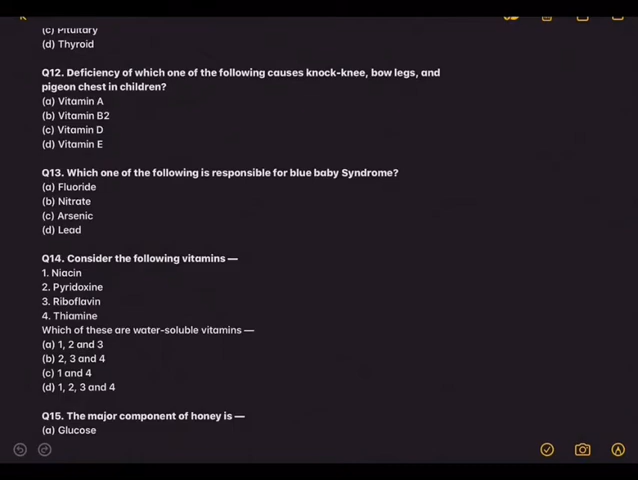 (c) Pituitary
(d) Thyroid
Q12. Deficiency of which one of the following causes knock-knee, bow legs, and
pigeon chest in children?
(a) Vitamin A
(b) Vitamin B2
(c) Vitamin D
(d) Vitamin E
Q13. Which one of the following is responsible for blue baby Syndrome?
(a) Fluoride
(b) Nitrate
(c) Arsenic
(d) Lead
Q14. Consider the following vitamins —
1. Niacin
2. Pyridoxine
3. Riboflavin
4. Thiamine
Which of these are water-soluble vitamins —
(a) 1, 2 and 3
(b) 2, 3 and 4
(c) 1 and 4
(d) 1, 2, 3 and 4
Q15. The major component of honey is —
(a) Glucose